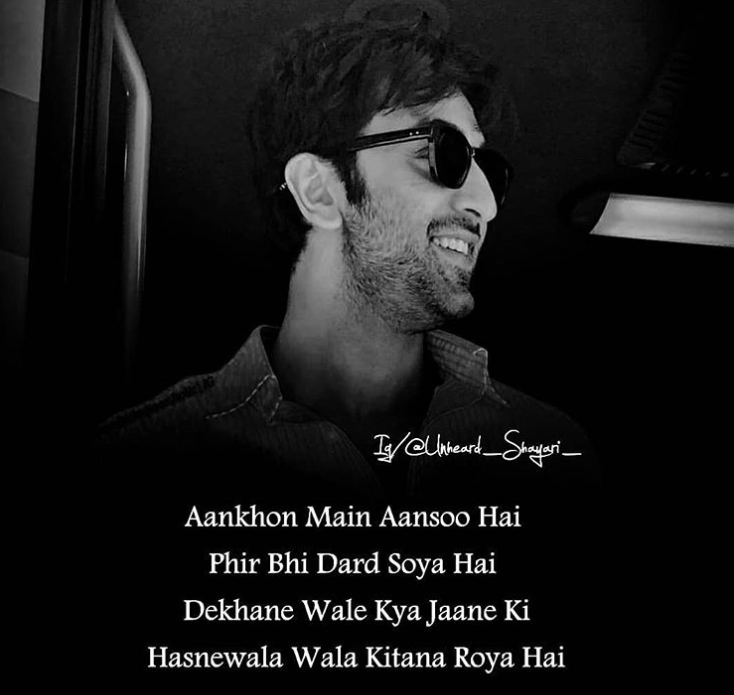 Ig/@Unheard_Shayari_
Aankhon Main Aansoo Hai
Phir Bhi Dard Soya Hai
Dekhane Wale Kya Jaane Ki
Hasnewala Wala Kitana Roya Hai